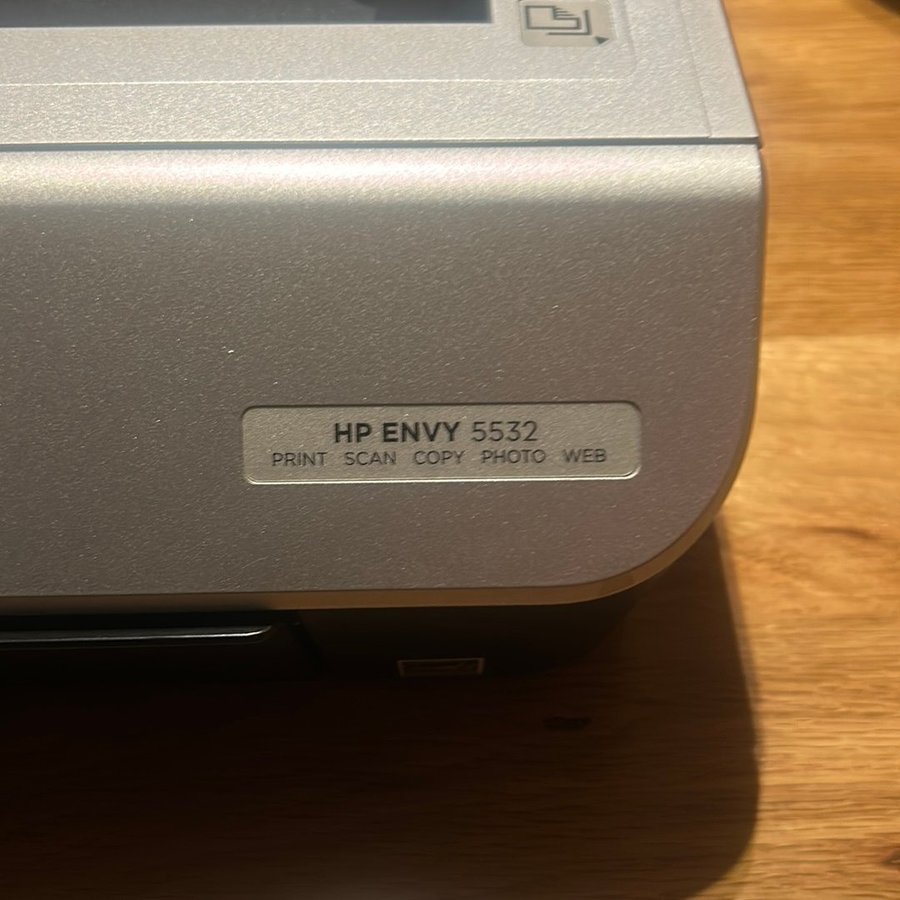 HP ENVY 5532
PRINT SCAN COPY PHOTO WEB